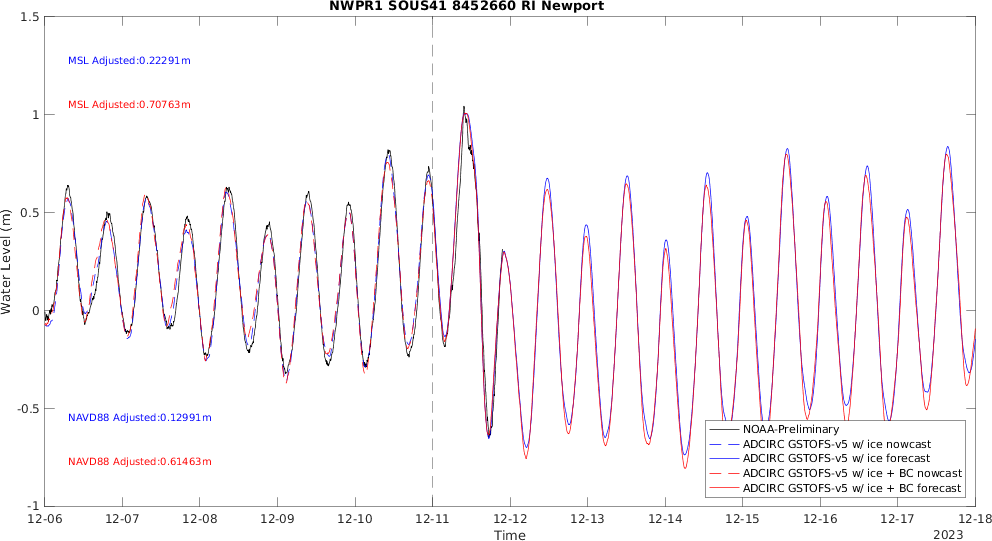 NWPR1 SOUS41 8452660 RI Newport
1.5
1
0.5
0
-0.5
-1
Water Level (m)
MSL Adjusted:0.22291m
MSL Adjusted:0.70763m
NAVD88 Adjusted:0.12991m
NAVD88 Adjusted:0.61463m
NOAA-Preliminary
ADCIRC GSTOFS-v5 w/ ice nowcast
ADCIRC GSTOFS-v5 w/ ice forecast
ADCIRC GSTOFS-v5 w/ ice + BC nowcast
ADCIRC GSTOFS-v5 w/ ice + BC forecast
12-06 12-07 12-08 12-09 12-10 12-11 12-12 12-13 12-14 12-15 12-16 12-17 12-18
Time
2023